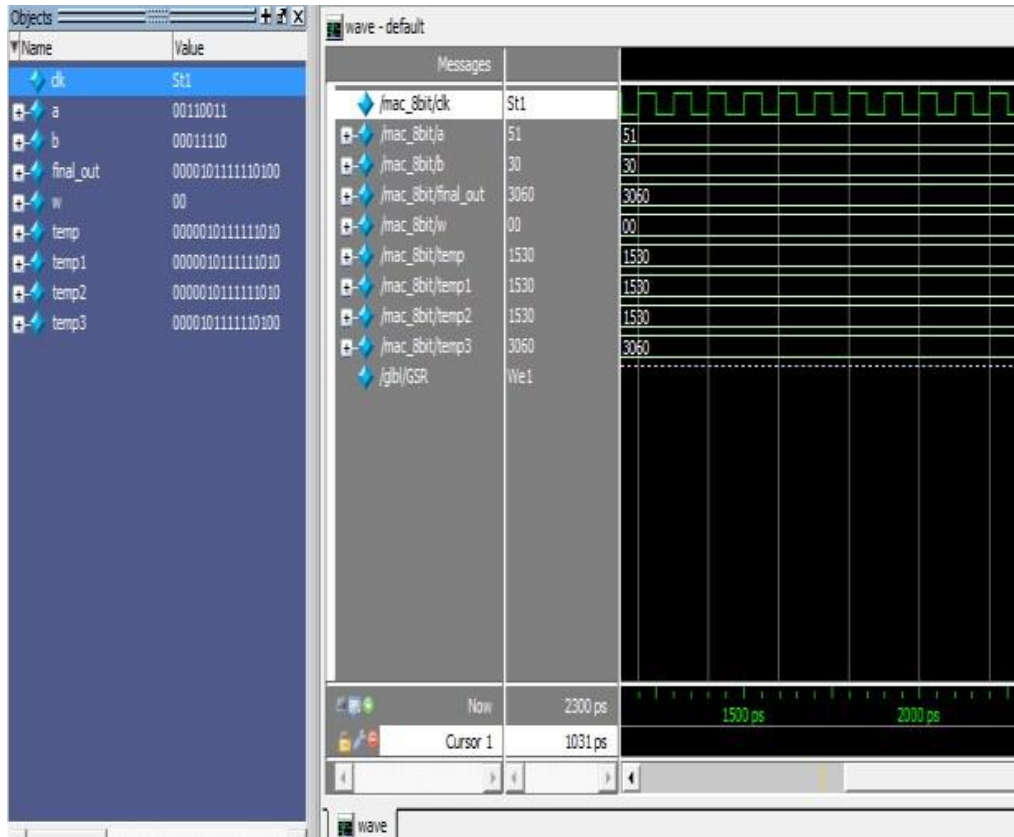 Objects
Name Value
clk St1
a 00110011
b 00011110
final_out 0000101111110100
w 00
temp 0000010111111010
temp1 0000010111111010
temp2 0000010111111010
temp3 0000101111110100
wave - default
Messages
/mac_8bit/clk St1
/mac_8bit/a 51 51
/mac_8bit/b 30 30
/mac_8bit/final_out 3060 3060
/mac_8bit/w 00 00
/mac_8bit/temp 1530 1530
/mac_8bit/temp1 1530 1530
/mac_8bit/temp2 1530 1530
/mac_8bit/temp3 3060 3060
/glbl/GSR We1
Now 2300 ps 1500 ps 2000 ps
Cursor 1 1031 ps
wave